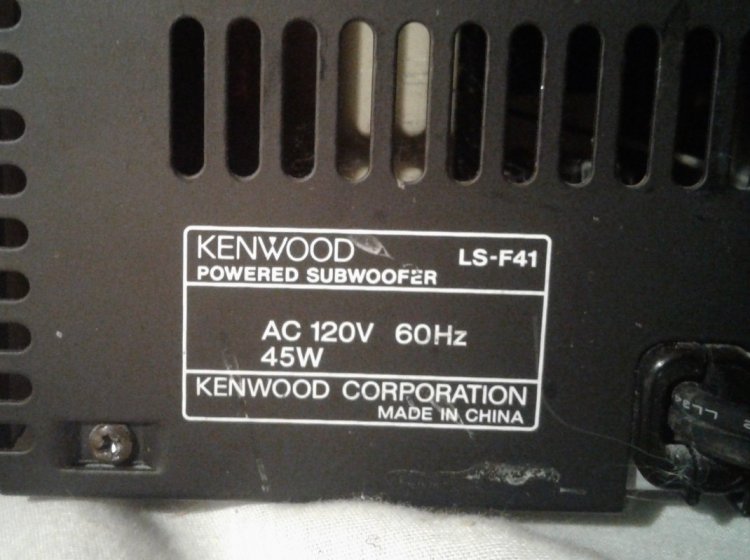 KENWOOD LS-F41
POWERED SUBWOOFER
AC 120V 60Hz
45W
KENWOOD CORPORATION
MADE IN CHINA